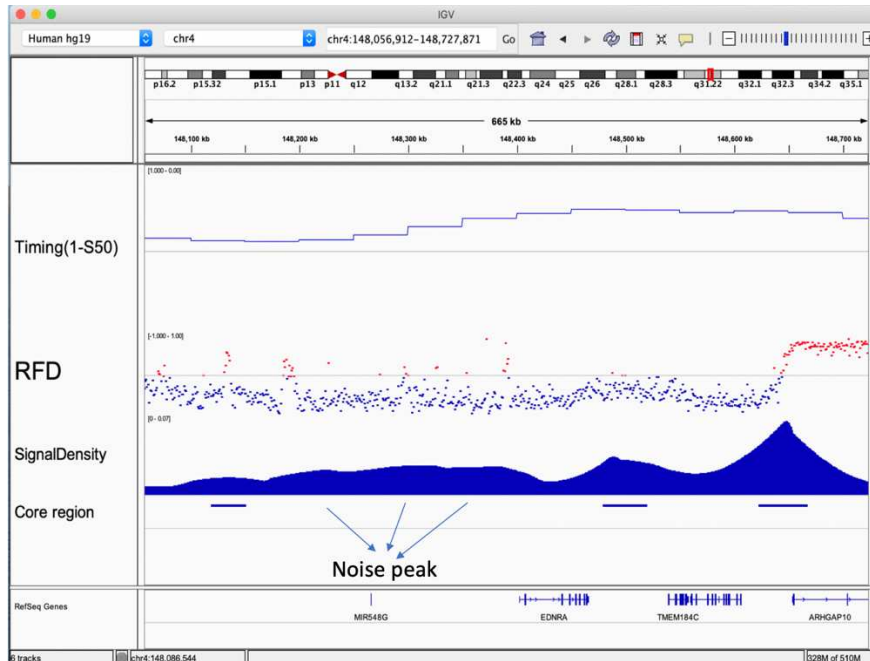 IGV
Human hg19 chr4 chr4:148,056,912-148,727,871 Go
p16.2 p15.32 p15.1 p13 p11 q12 q13.2 q21.1 q21.3 q22.3 q24 q25 q26 q28.1 q28.3 q31.22 q32.1 q32.3 q34.2 q35.1
665 kb
148,100 kb 148,200 kb 148,300 kb 148,400 kb 148,500 kb 148,600 kb 148,700 kb
[1.000 - 0.00]
Timing(1-S50)
[-1.000 - 1.00]
RFD
[0 - 0.07]
SignalDensity
Core region
Noise peak
RefSeq Genes
MIR548G EDNRA TMEM184C ARHGAP10
6 tracks chr4:148,086,544 328M of 510M